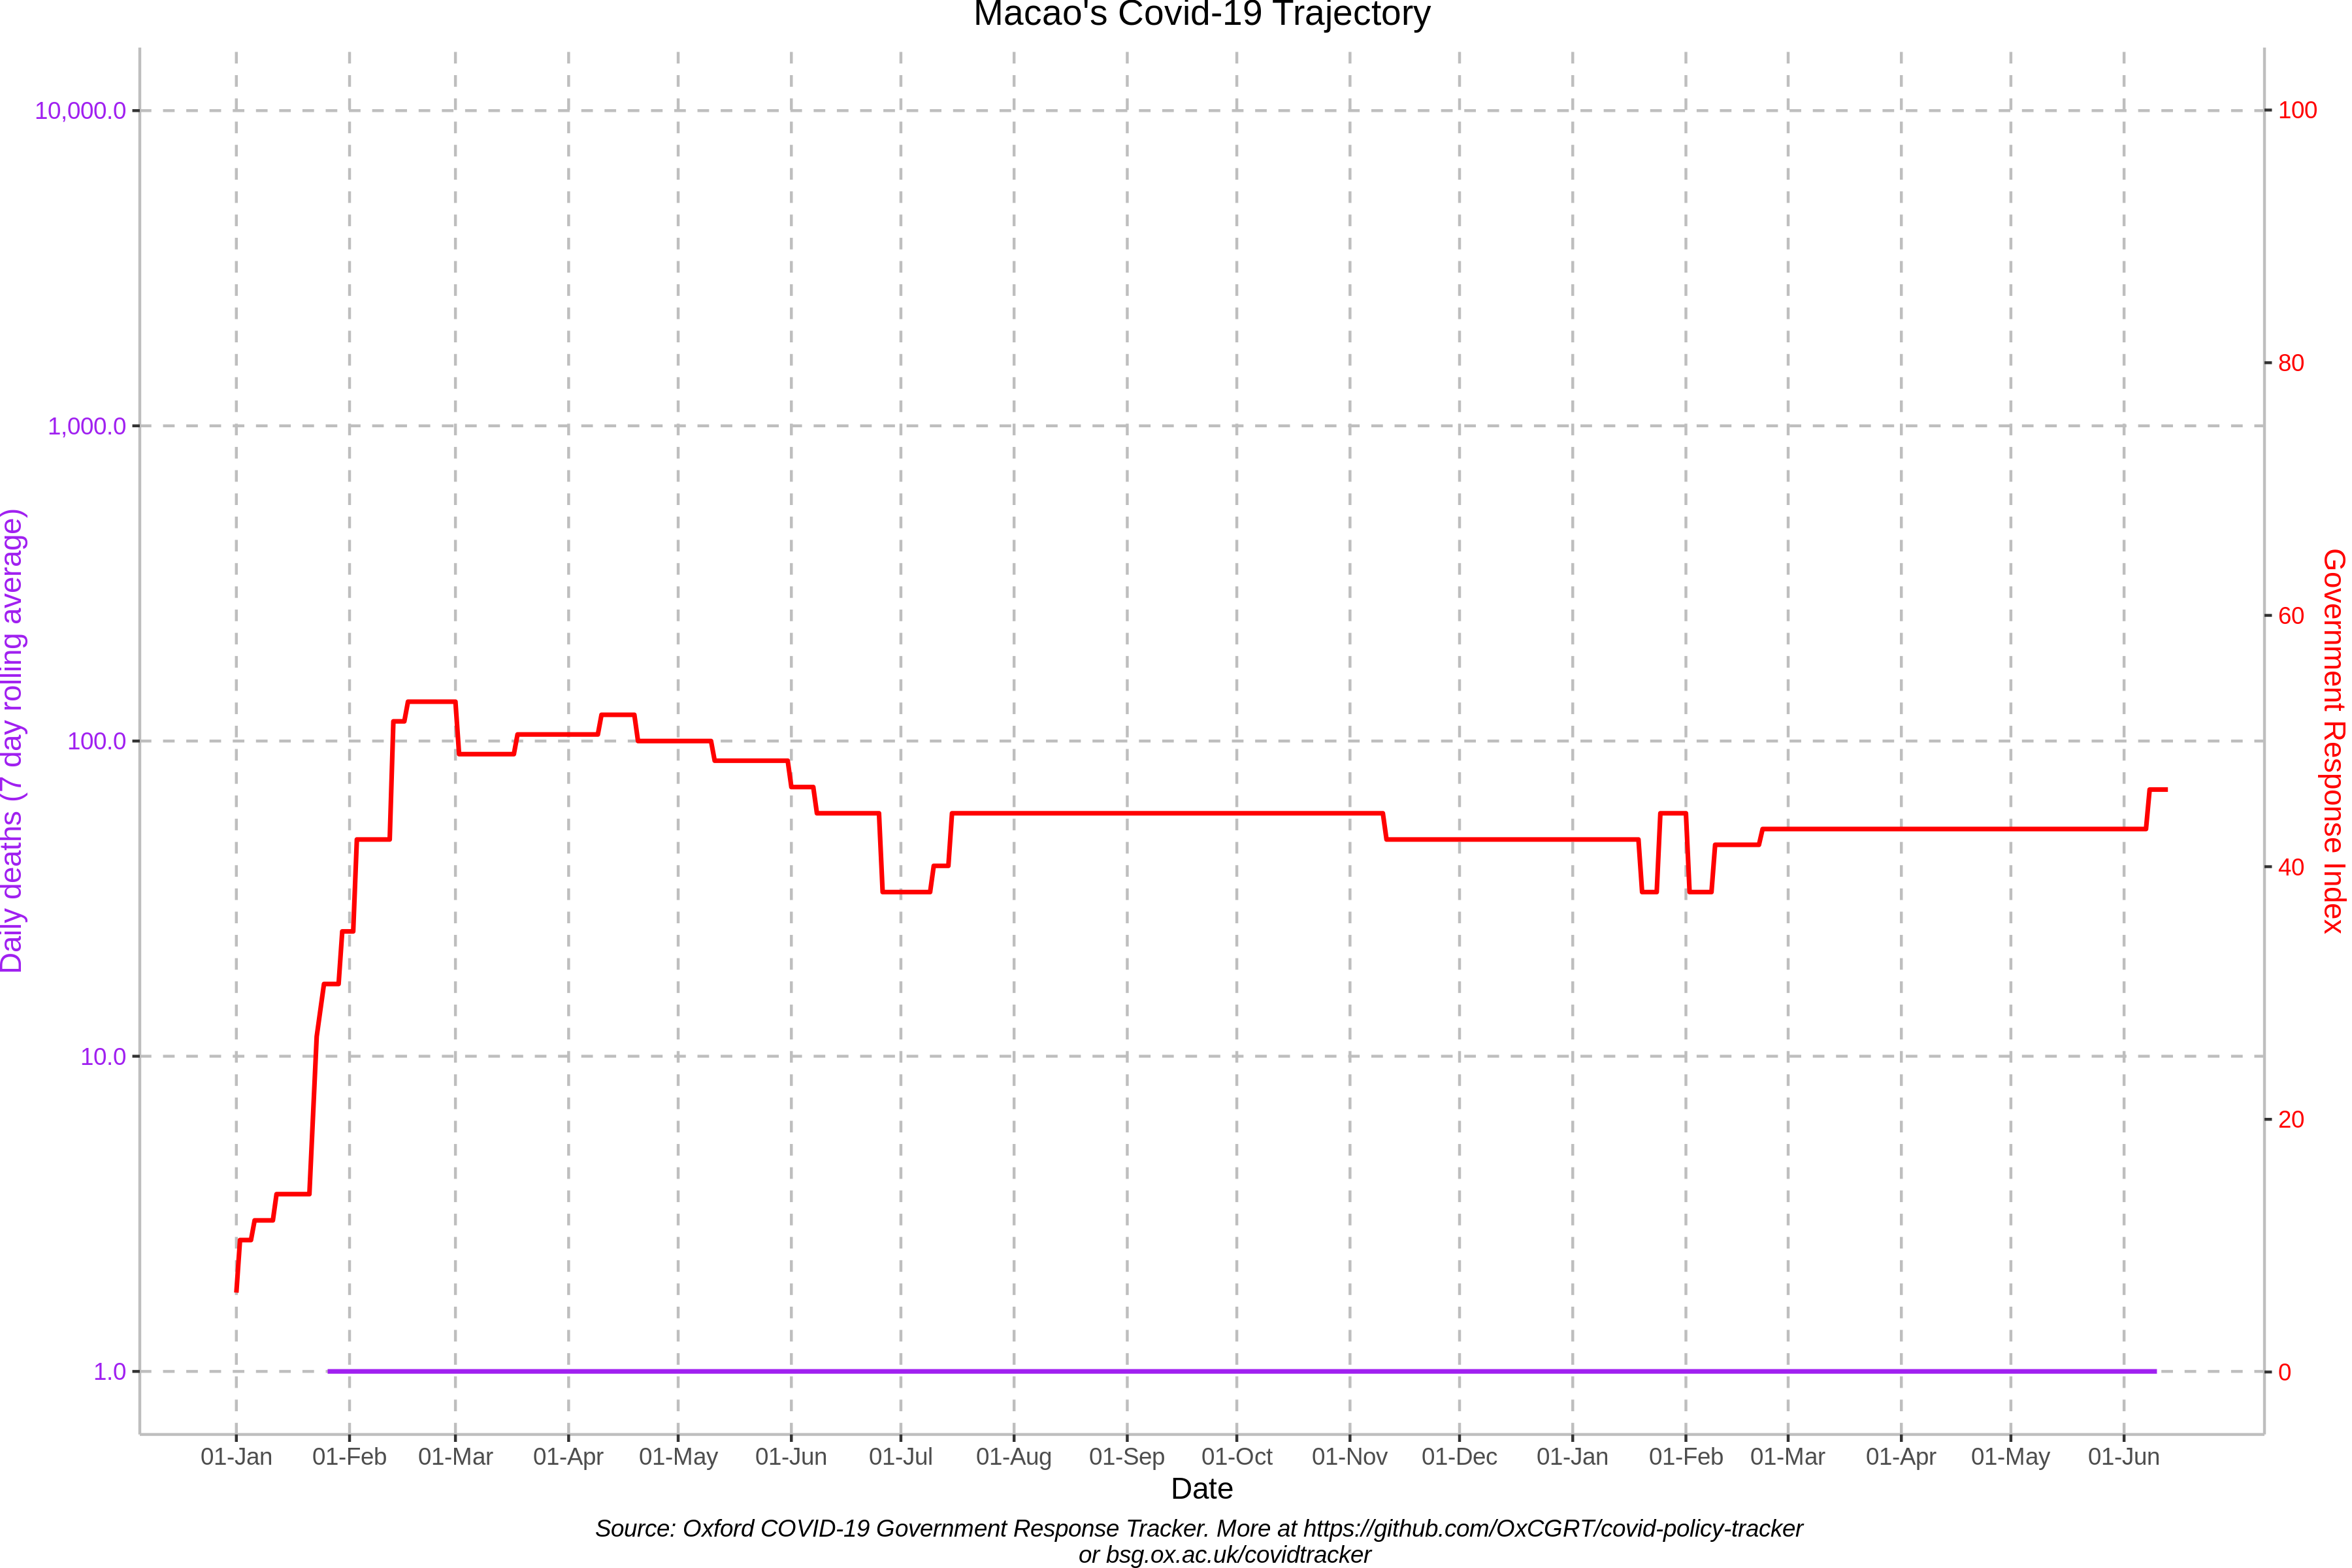 Macao's Covid-19 Trajectory
Daily deaths (7 day rolling average)
10,000.0
1,000.0
100.0
10.0
1.0
100
80
60
40
20
0
Government Response Index
01-Jan 01-Feb 01-Mar 01-Apr 01-May 01-Jun 01-Jul 01-Aug 01-Sep 01-Oct 01-Nov 01-Dec 01-Jan 01-Feb 01-Mar 01-Apr 01-May 01-Jun
Date
Source: Oxford COVID-19 Government Response Tracker. More at https://github.com/OxCGRT/covid-policy-tracker
or bsg.ox.ac.uk/covidtracker